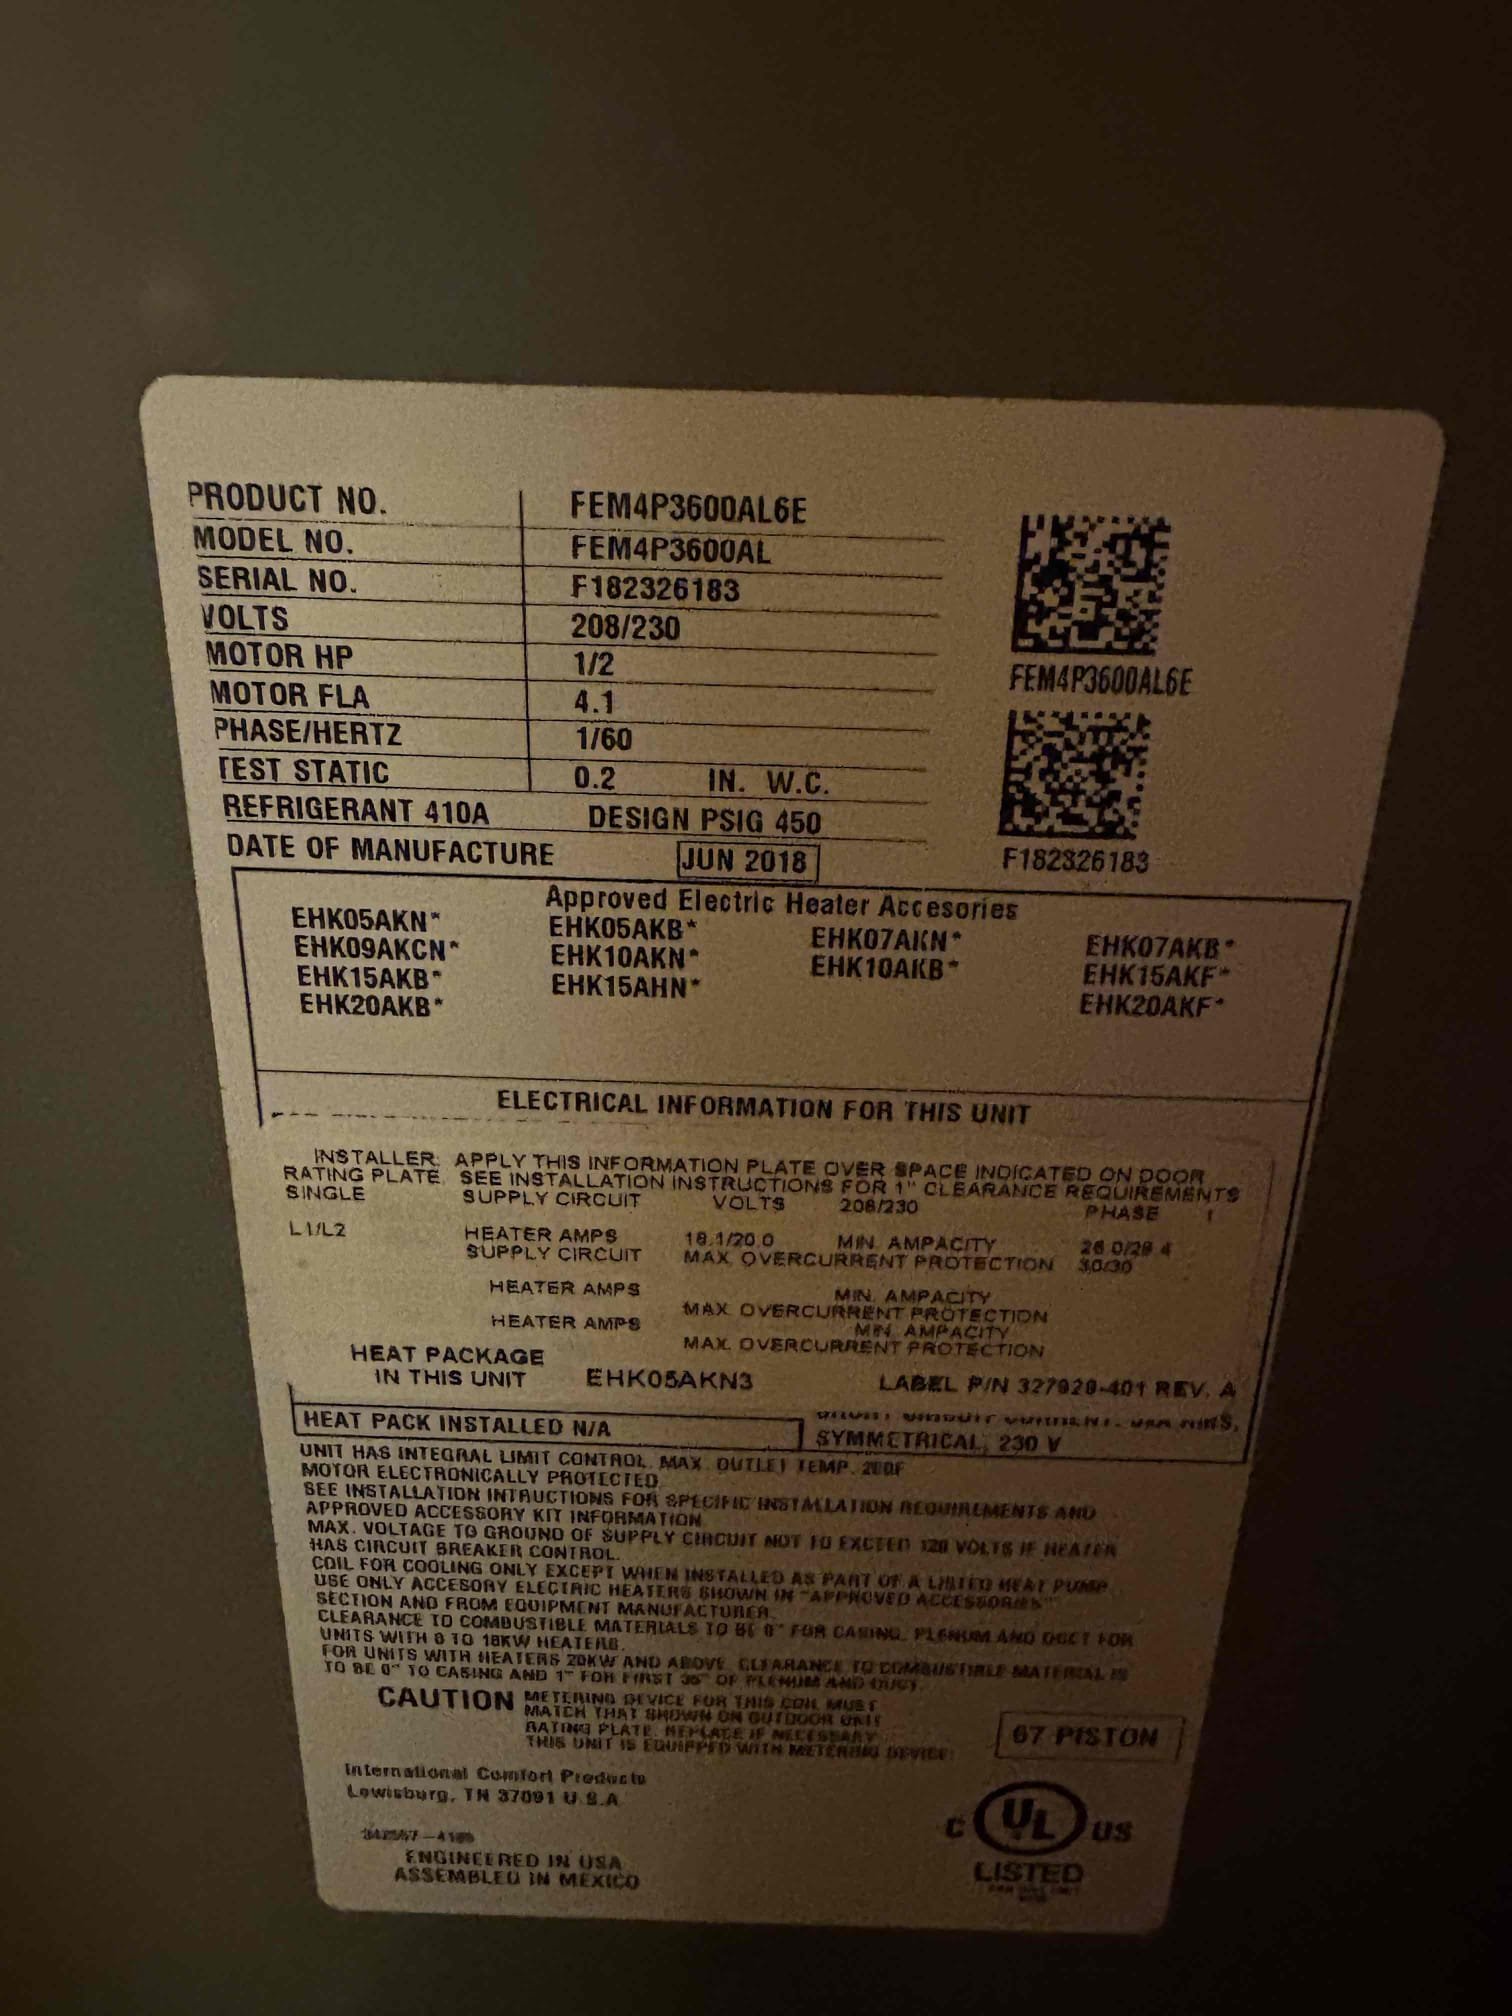 PRODUCT NO. FEM4P3600AL6E
MODEL NO. FEM4P3600AL
SERIAL NO. F182326183
VOLTS 208/230
MOTOR HP 1/2
MOTOR FLA 4.1
PHASE/HERTZ 1/60
TEST STATIC 0.2 IN. W.C.
REFRIGERANT 410A DESIGN PSIG 450
DATE OF MANUFACTURE JUN 2018
FEM4P3600AL6E
F182326183
Approved Electric Heater Accesories
EHK05AKN* EHK05AKB* EHK07AKN* EHK07AKB*
EHK09AKCN* EHK10AKN* EHK10AKB* EHK15AKF*
EHK15AKB* EHK15AHN* EHK20AKF*
EHK20AKB*
ELECTRICAL INFORMATION FOR THIS UNIT
INSTALLER: APPLY THIS INFORMATION PLATE OVER SPACE INDICATED ON DOOR
RATING PLATE. SEE INSTALLATION INSTRUCTIONS FOR 1" CLEARANCE REQUIREMENTS
SINGLE SUPPLY CIRCUIT VOLTS 208/230 PHASE 1
L1/L2 HEATER AMPS 18.1/20.0 MIN. AMPACITY 26.0/28.4
SUPPLY CIRCUIT MAX. OVERCURRENT PROTECTION 30/30
HEATER AMPS MIN. AMPACITY
MAX. OVERCURRENT PROTECTION
HEATER AMPS MIN. AMPACITY
MAX. OVERCURRENT PROTECTION
HEAT PACKAGE
IN THIS UNIT EHK05AKN3 LABEL P/N 327929-401 REV. A
HEAT PACK INSTALLED N/A
SYMMETRICAL, 230 V
UNIT HAS INTEGRAL LIMIT CONTROL. MAX. OUTLET TEMP. 200F
MOTOR ELECTRONICALLY PROTECTED.
SEE INSTALLATION INTRUCTIONS FOR SPECIFIC INSTALLATION REQUIREMENTS AND
APPROVED ACCESSORY KIT INFORMATION.
MAX. VOLTAGE TO GROUND OF SUPPLY CIRCUIT NOT TO EXCEED 120 VOLTS IF HEATER
HAS CIRCUIT BREAKER CONTROL.
COIL FOR COOLING ONLY EXCEPT WHEN INSTALLED AS PART OF A LISTED HEAT PUMP.
USE ONLY ACCESORY ELECTRIC HEATERS SHOWN IN "APPROVED ACCESSORIES"
SECTION AND FROM EQUIPMENT MANUFACTURER.
CLEARANCE TO COMBUSTIBLE MATERIALS TO BE 0" FOR CASING, PLENUM AND DUCT FOR
UNITS WITH 0 TO 18KW HEATERS.
FOR UNITS WITH HEATERS 20KW AND ABOVE, CLEARANCE TO COMBUSTIBLE MATERIAL IS
TO BE 0" TO CASING AND 1" FOR FIRST 36" OF PLENUM AND DUCT.
CAUTION METERING DEVICE FOR THIS COIL MUST
MATCH THAT SHOWN ON OUTDOOR UNIT
RATING PLATE. REPLACE IF NECESSARY.
THIS UNIT IS EQUIPPED WITH METERING DEVICE:
67 PISTON
International Comfort Products
Lewisburg, TN 37091 U.S.A
ENGINEERED IN USA
ASSEMBLED IN MEXICO
C UL US
LISTED